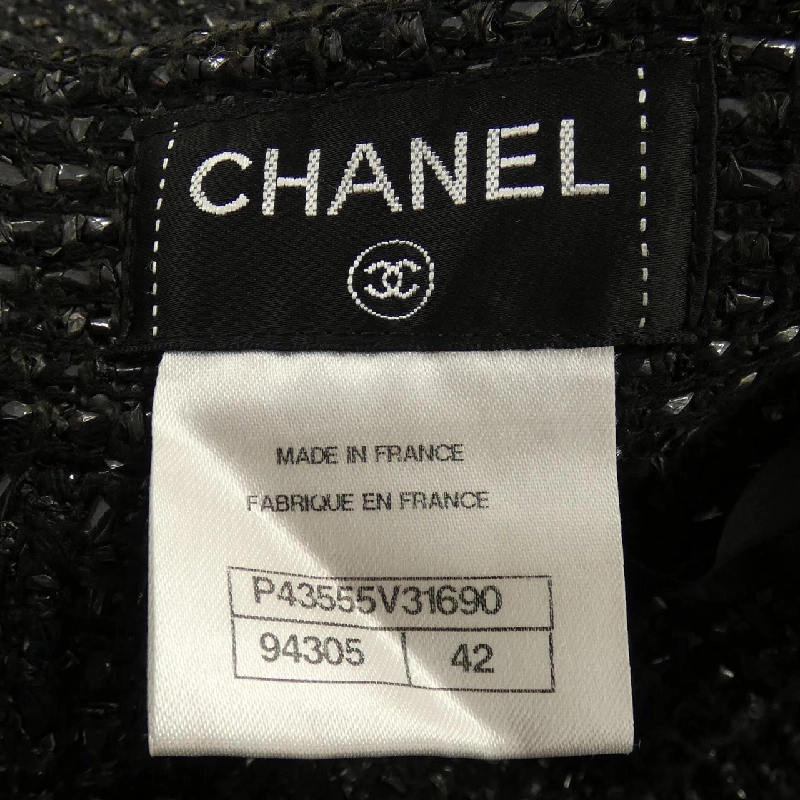 CHANEL
MADE IN FRANCE
FABRIQUE EN FRANCE
P43555V31690
94305 42